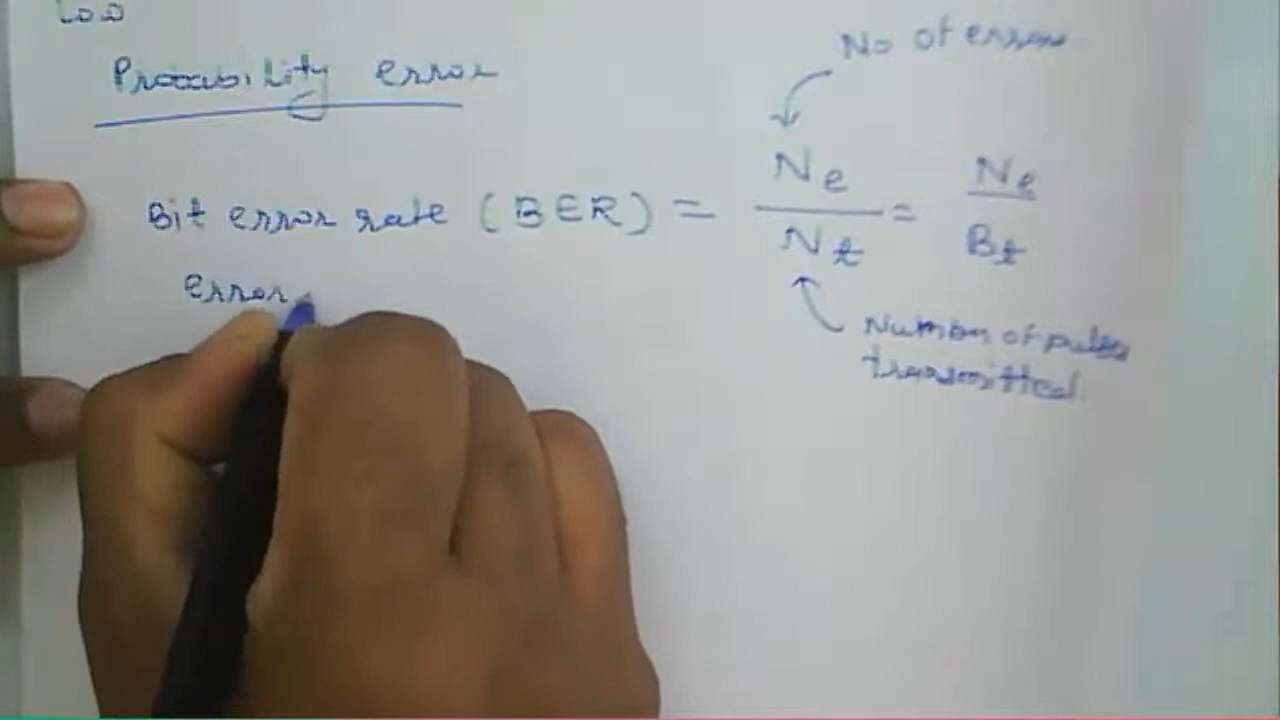 Probability error
No of errors
Bit error rate (BER) = Ne / Nt = Ne / Bt
error
Number of pulses
transmitted